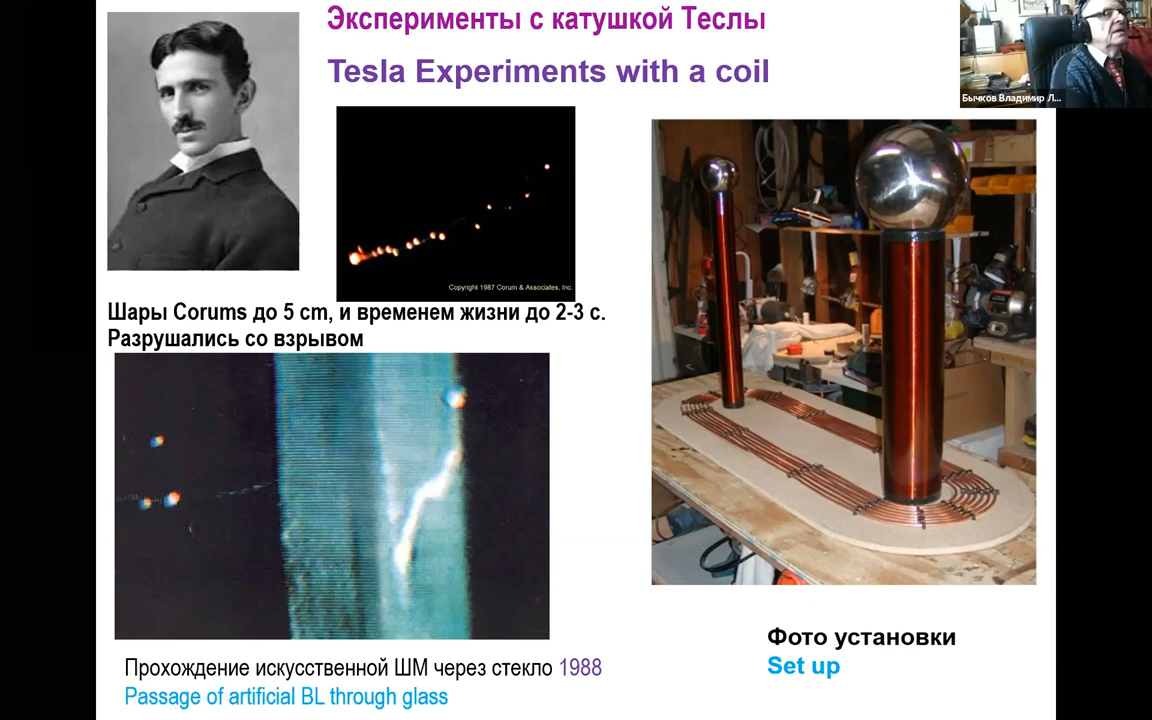 Эксперименты с катушкой Теслы
Tesla Experiments with a coil
Бычков Владимир Л...
Copyright 1987 Corum & Associates, Inc.
Шары Corums до 5 cm, и временем жизни до 2-3 с.
Разрушались со взрывом
Прохождение искусственной ШМ через стекло 1988
Passage of artificial BL through glass
Фото установки
Set up